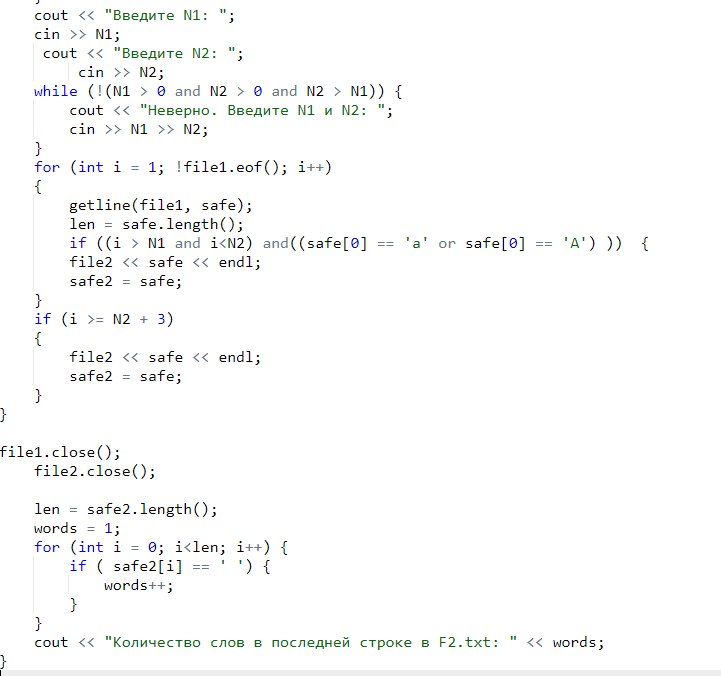 }
cout << "Введите N1: ";
cin >> N1;
cout << "Введите N2: ";
cin >> N2;
while (!(N1 > 0 and N2 > 0 and N2 > N1)) {
cout << "Неверно. Введите N1 и N2: ";
cin >> N1 >> N2;
}
for (int i = 1; !file1.eof(); i++)
{
getline(file1, safe);
len = safe.length();
if ((i > N1 and i<N2) and((safe[0] == 'a' or safe[0] == 'A') ))  {
file2 << safe << endl;
safe2 = safe;
}
if (i >= N2 + 3)
{
file2 << safe << endl;
safe2 = safe;
}
}
file1.close();
file2.close();
len = safe2.length();
words = 1;
for (int i = 0; i<len; i++) {
if ( safe2[i] == ' ') {
words++;
}
}
cout << "Количество слов в последней строке в F2.txt: " << words;
}